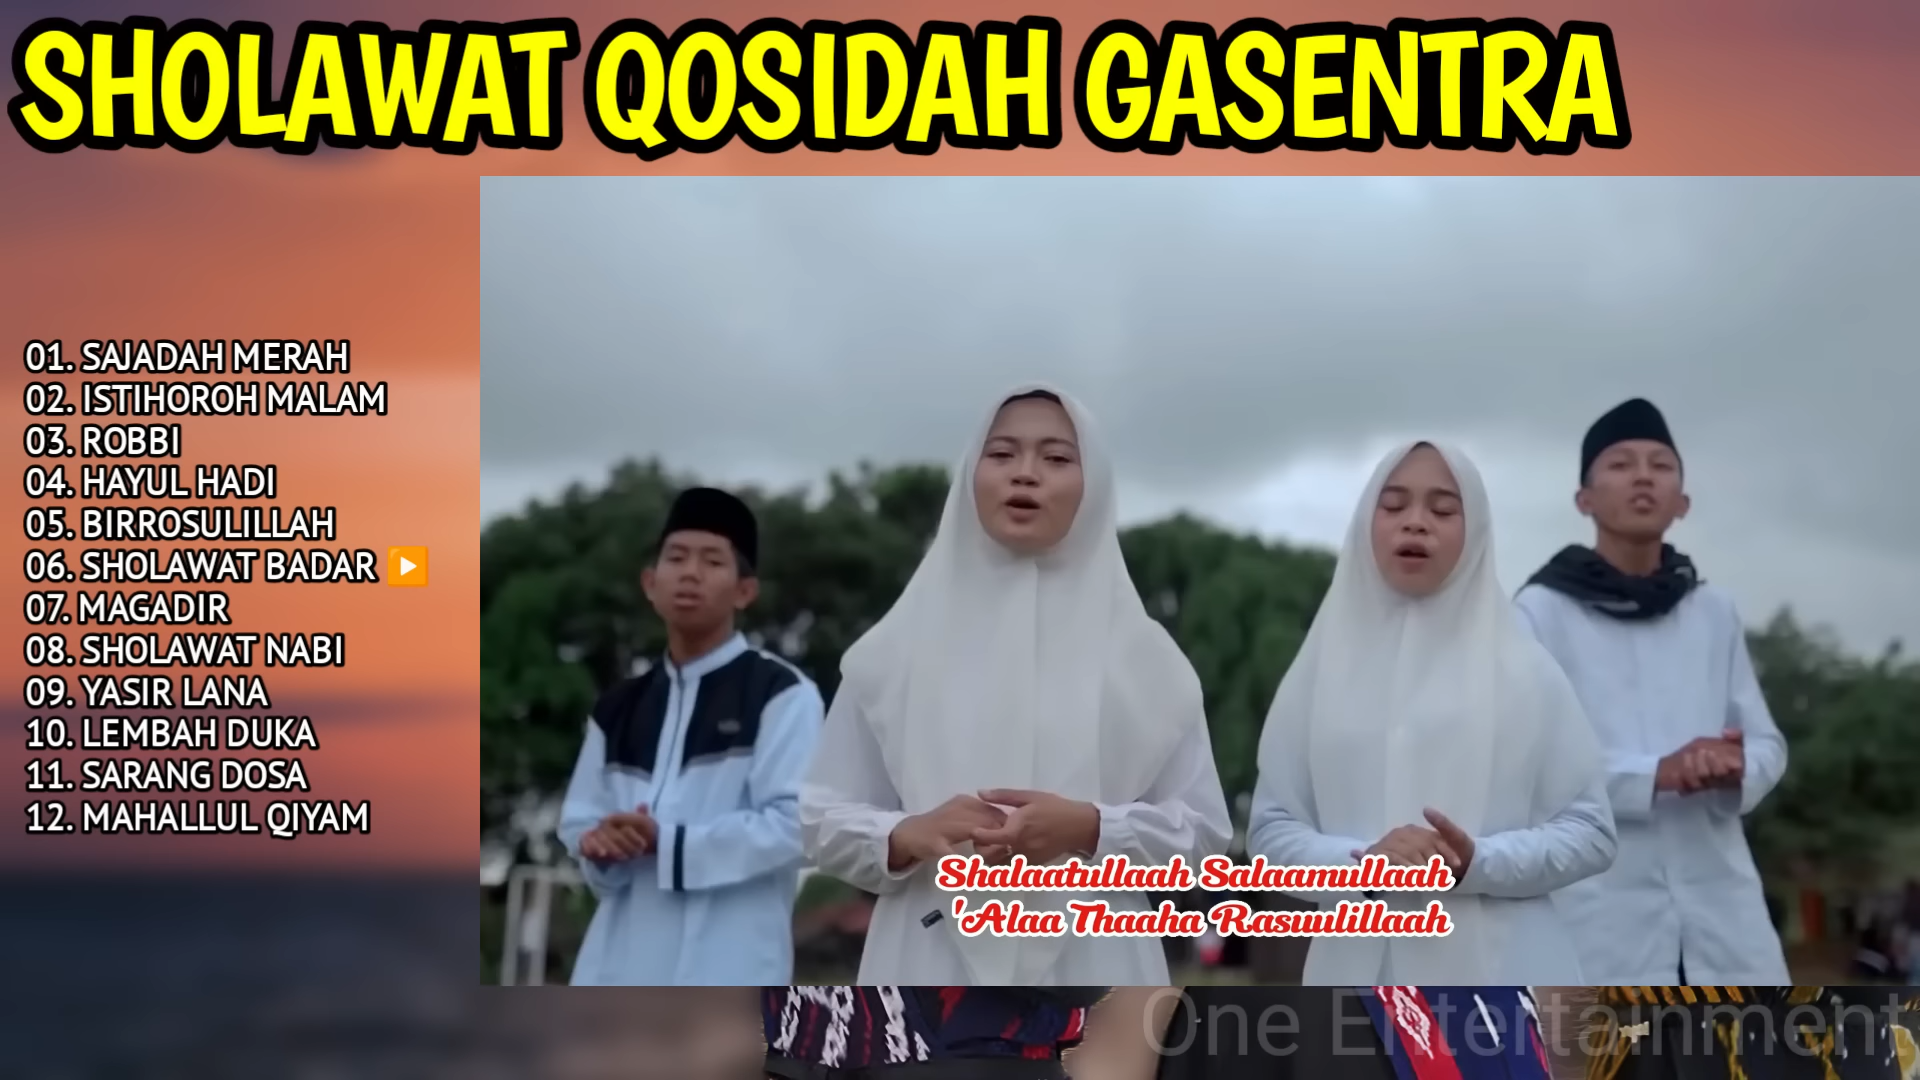 SHOLAWAT QOSIDAH GASENTRA
01. SAJADAH MERAH
02. ISTIHOROH MALAM
03. ROBBI
04. HAYUL HADI
05. BIRROSULILLAH
06. SHOLAWAT BADAR
07. MAGADIR
08. SHOLAWAT NABI
09. YASIR LANA
10. LEMBAH DUKA
11. SARANG DOSA
12. MAHALLUL QIYAM
Shalaatullaah Salaamullaah
'Alaa Thaaha Rasuulillaah
One Entertainment